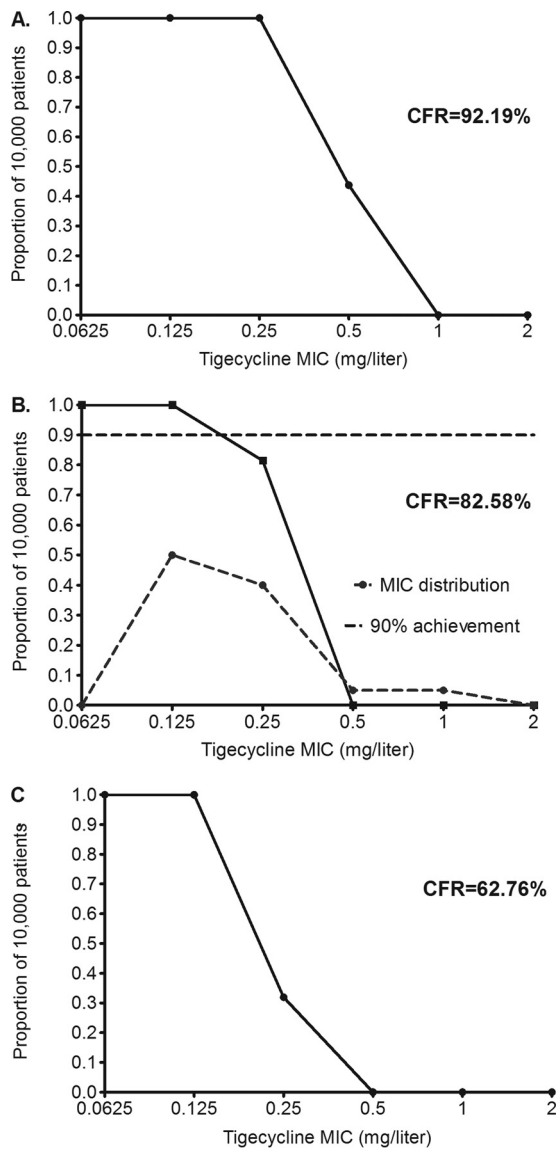 A.
Proportion of 10,000 patients
1.0
0.9
0.8
0.7
0.6
0.5
0.4
0.3
0.2
0.1
0.0
CFR=92.19%
0.0625 0.125 0.25 0.5 1 2
Tigecycline MIC (mg/liter)
B.
Proportion of 10,000 patients
1.0
0.9
0.8
0.7
0.6
0.5
0.4
0.3
0.2
0.1
0.0
CFR=82.58%
MIC distribution
90% achievement
0.0625 0.125 0.25 0.5 1 2
Tigecycline MIC (mg/liter)
C
Proportion of 10,000 patients
1.0
0.9
0.8
0.7
0.6
0.5
0.4
0.3
0.2
0.1
0.0
CFR=62.76%
0.0625 0.125 0.25 0.5 1 2
Tigecycline MIC (mg/liter)